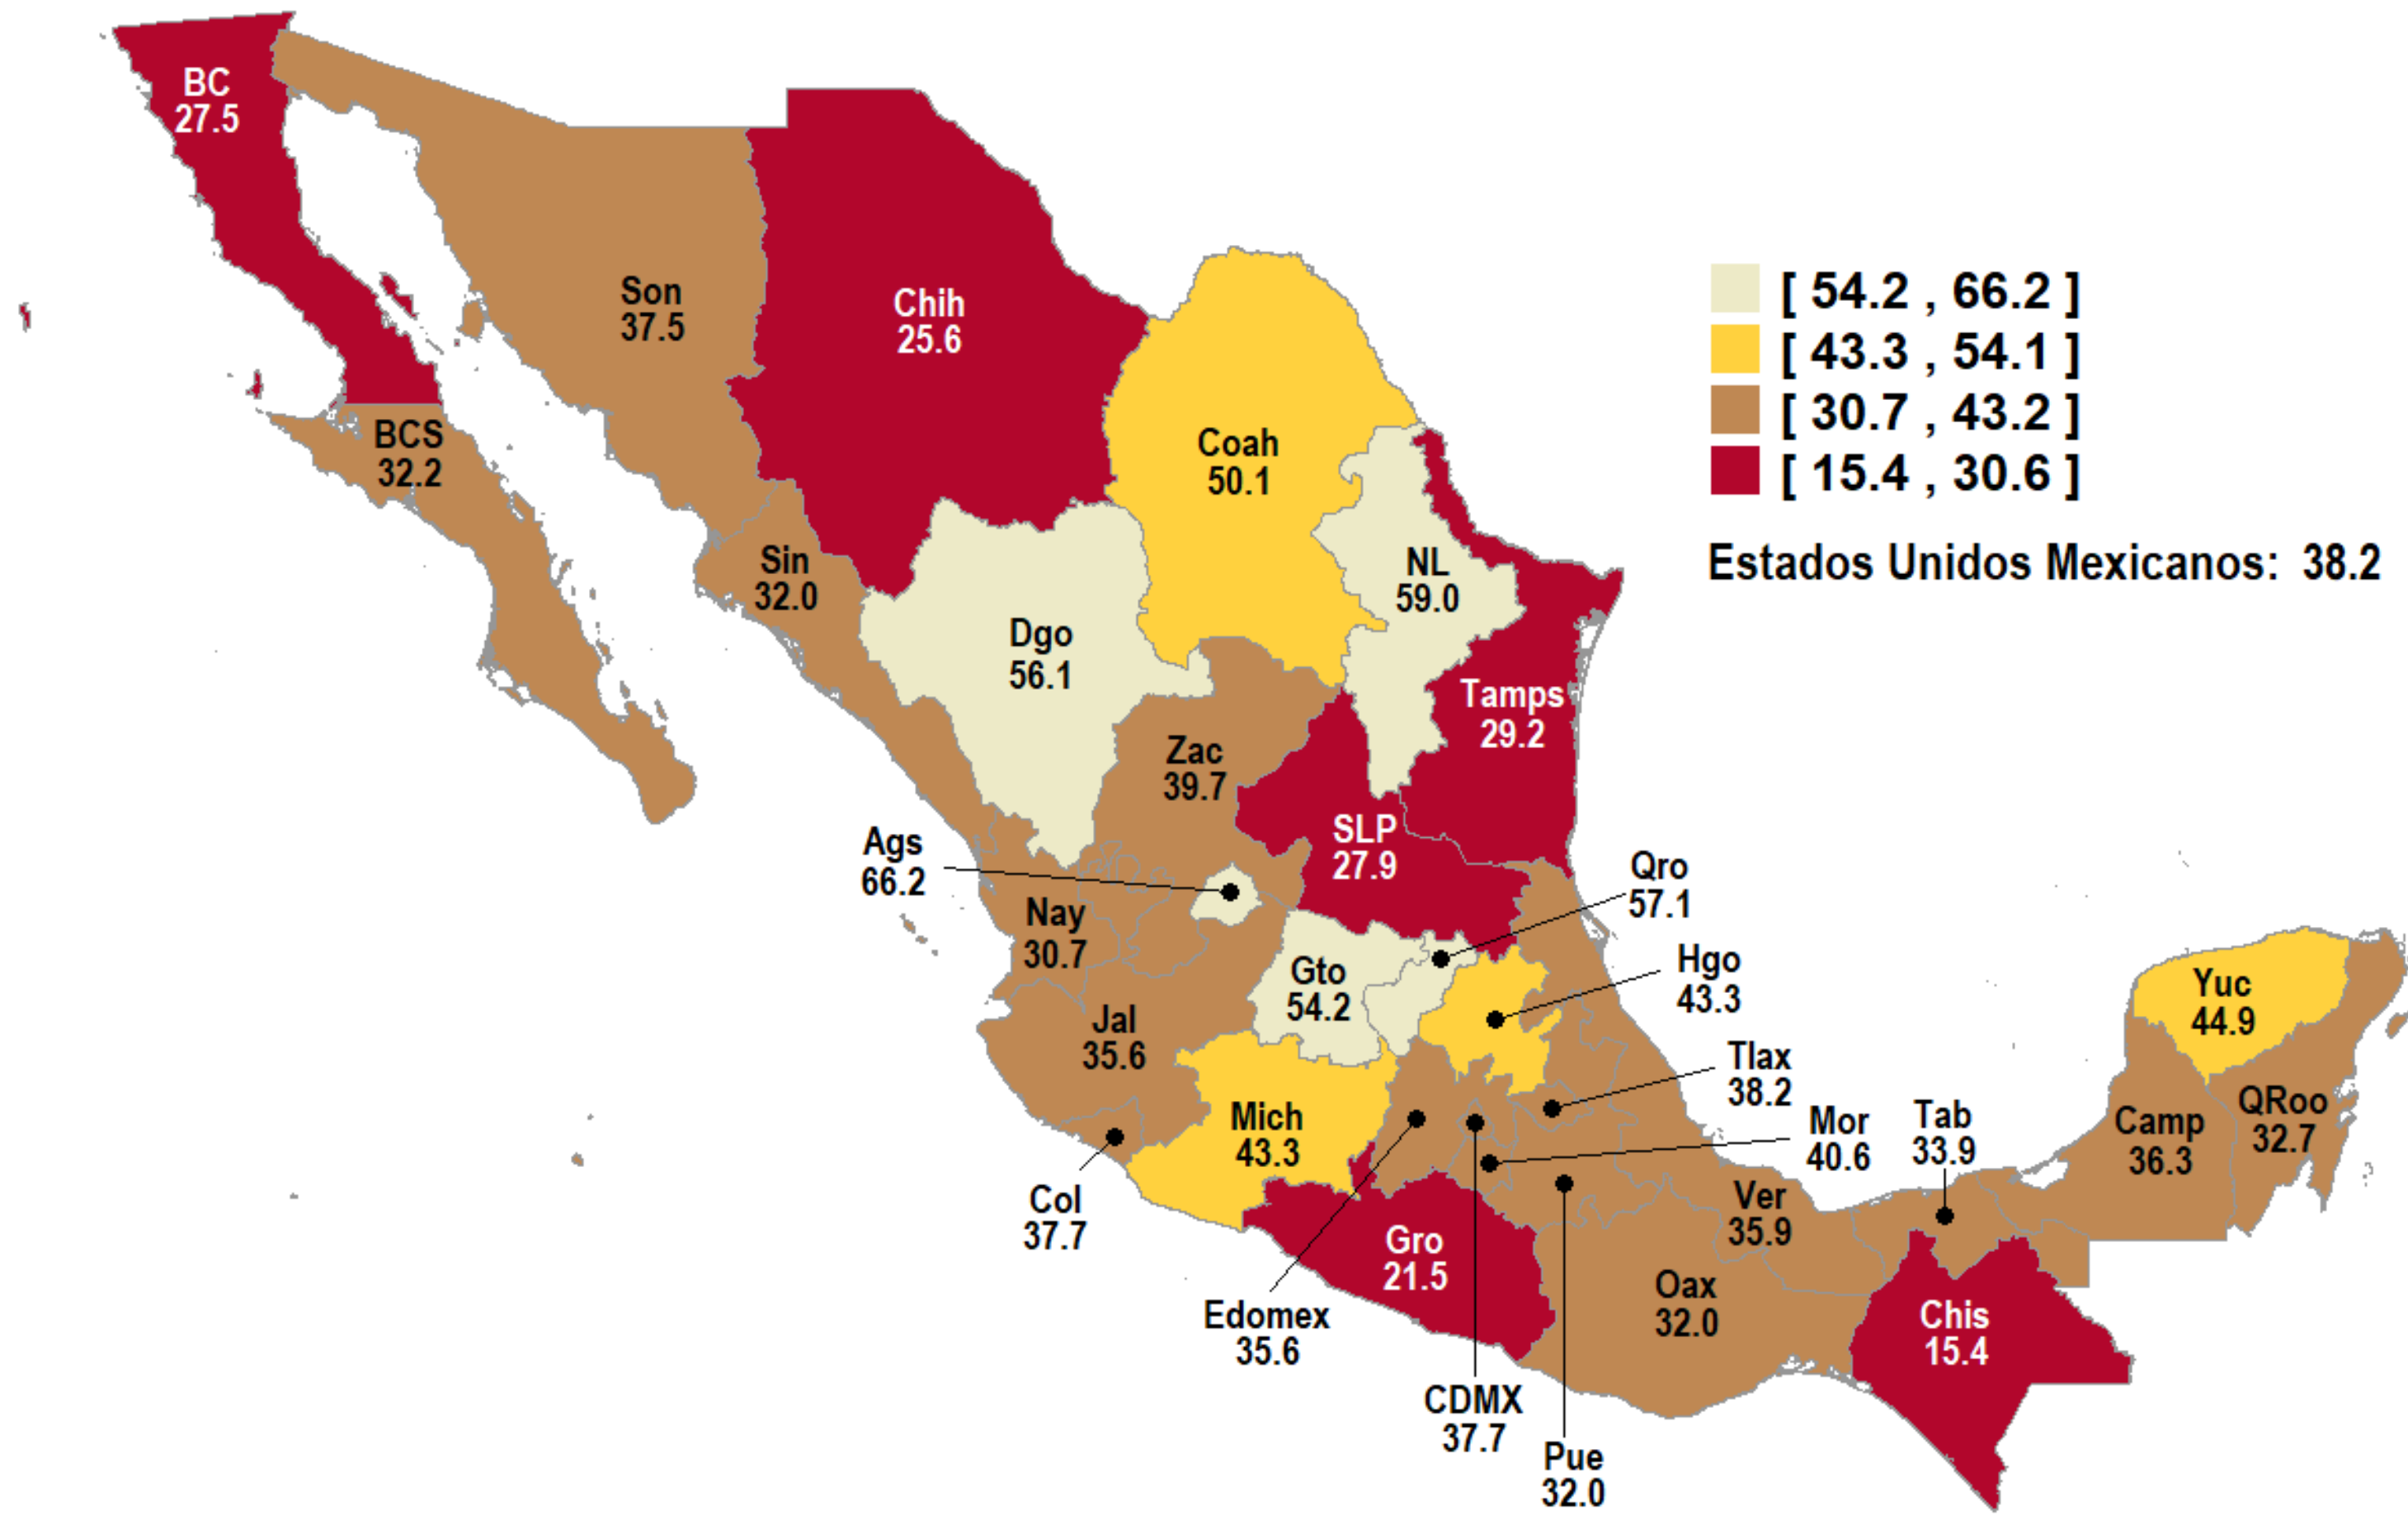 BC
27.5
Son
37.5
Chih
25.6
BCS
32.2
Coah
50.1
[ 54.2 , 66.2 ]
[ 43.3 , 54.1 ]
[ 30.7 , 43.2 ]
[ 15.4 , 30.6 ]
Estados Unidos Mexicanos: 38.2
Sin
32.0
NL
59.0
Dgo
56.1
Tamps
29.2
Zac
39.7
Ags
66.2
SLP
27.9
Qro
57.1
Nay
30.7
Gto
54.2
Hgo
43.3
Yuc
44.9
Jal
35.6
Tlax
38.2
Mich
43.3
Mor
40.6
Tab
33.9
Camp
36.3
QRoo
32.7
Col
37.7
Ver
35.9
Gro
21.5
Oax
32.0
Edomex
35.6
Chis
15.4
CDMX
37.7
Pue
32.0